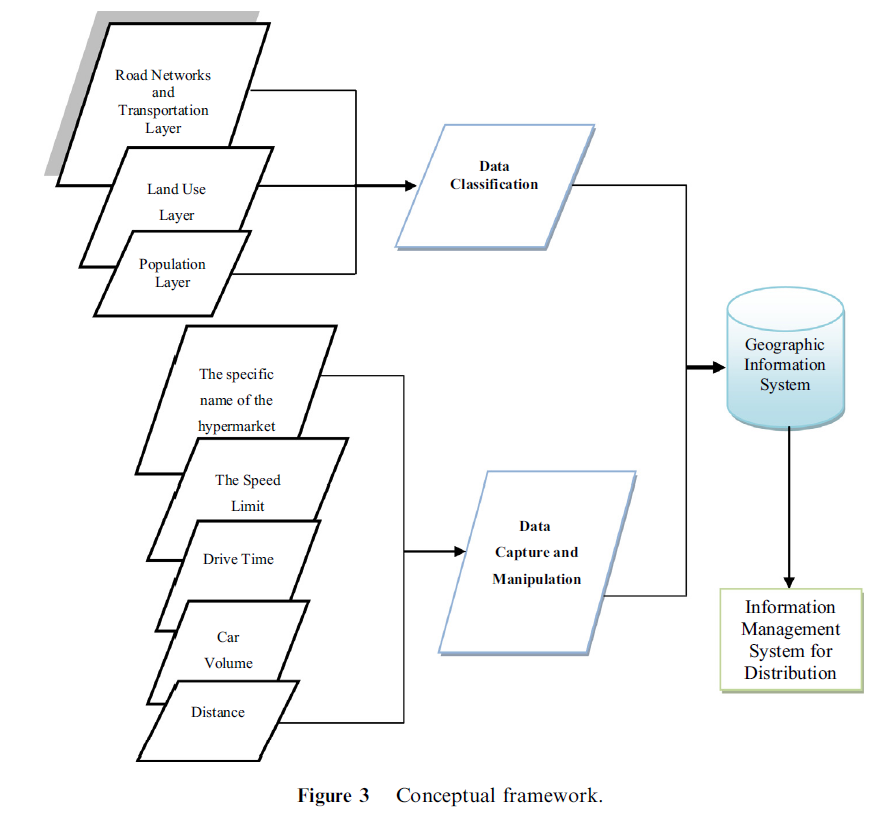 Road Networks
and
Transportation
Layer
Land Use
Layer
Population
Layer
The specific
name of the
hypermarket
The Speed
Limit
Drive Time
Car
Volume
Distance
Data
Classification
Data
Capture and
Manipulation
Geographic
Information
System
Information
Management
System for
Distribution
Figure 3 Conceptual framework.